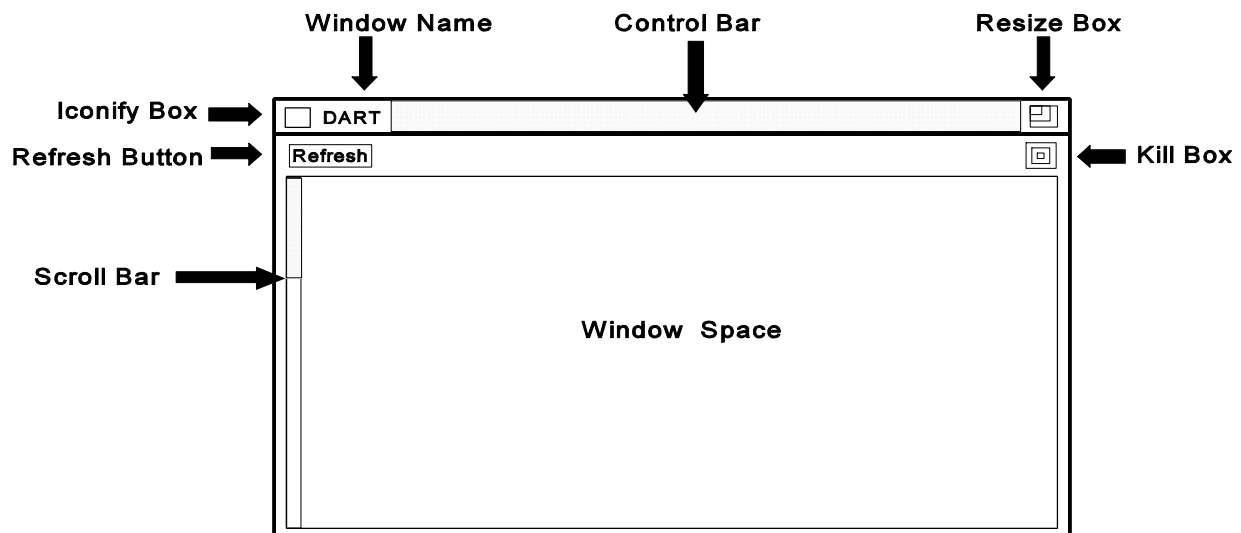 Window Name
Control Bar
Resize Box
Iconify Box
DART
Refresh Button
Refresh
Kill Box
Scroll Bar
Window Space